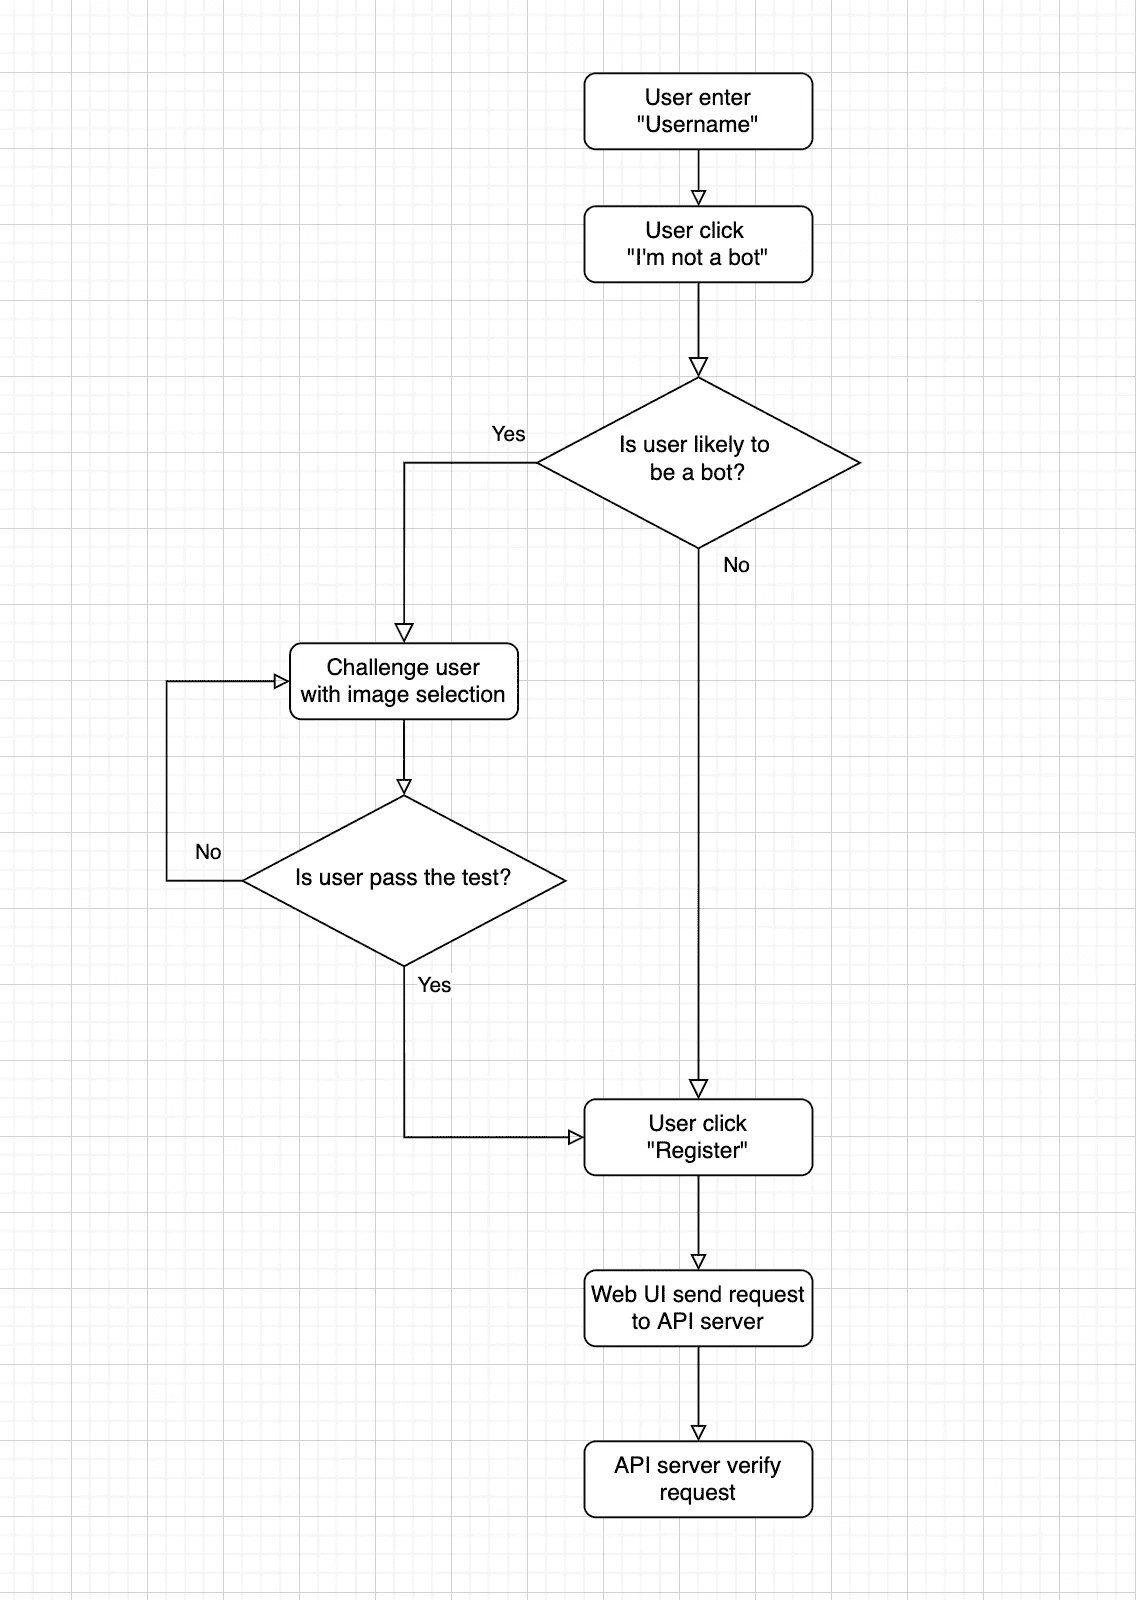 User enter
"Username"
User click
"I'm not a bot"
Yes
Is user likely to
be a bot?
No
Challenge user
with image selection
No
Is user pass the test?
Yes
User click
"Register"
Web UI send request
to API server
API server verify
request